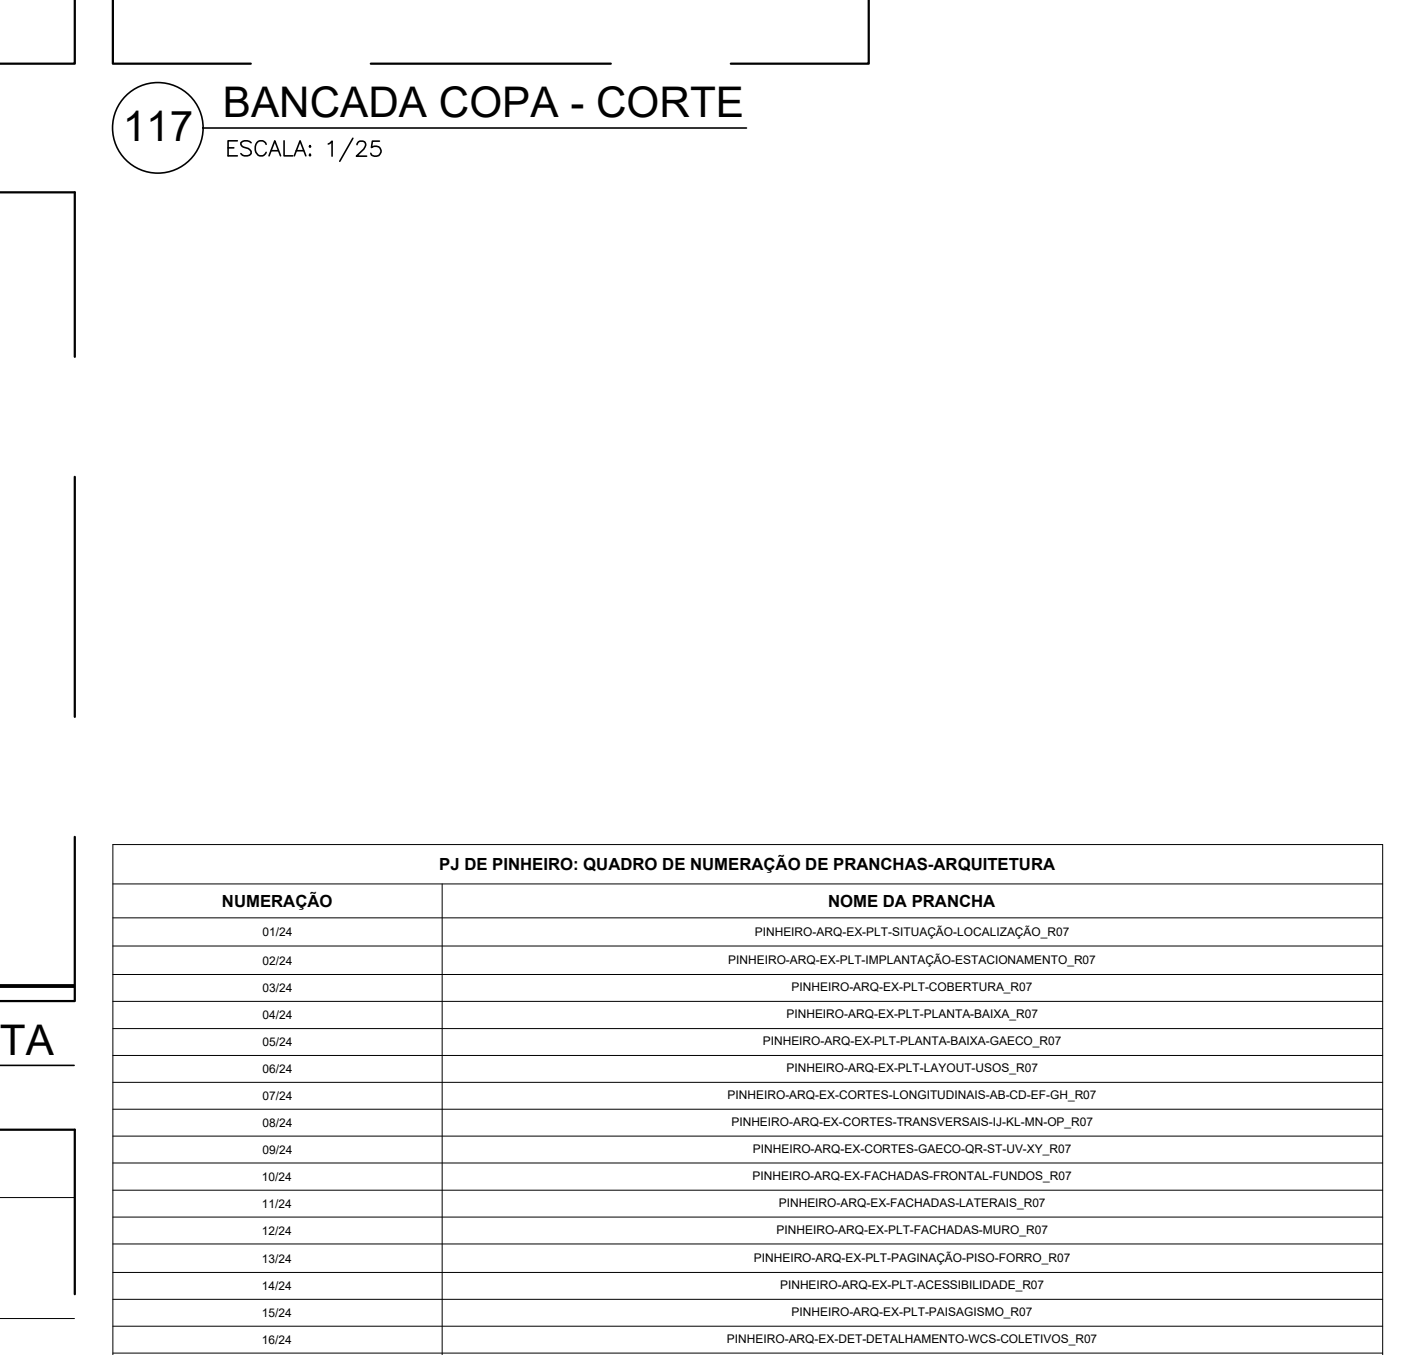 117 BANCADA COPA - CORTE
ESCALA: 1/25
TA
PJ DE PINHEIRO: QUADRO DE NUMERAÇÃO DE PRANCHAS-ARQUITETURA
NUMERAÇÃO NOME DA PRANCHA
01/24 PINHEIRO-ARQ-EX-PLT-SITUAÇÃO-LOCALIZAÇÃO_R07
02/24 PINHEIRO-ARQ-EX-PLT-IMPLANTAÇÃO-ESTACIONAMENTO_R07
03/24 PINHEIRO-ARQ-EX-PLT-COBERTURA_R07
04/24 PINHEIRO-ARQ-EX-PLT-PLANTA-BAIXA_R07
05/24 PINHEIRO-ARQ-EX-PLT-PLANTA-BAIXA-GAECO_R07
06/24 PINHEIRO-ARQ-EX-PLT-LAYOUT-USOS_R07
07/24 PINHEIRO-ARQ-EX-CORTES-LONGITUDINAIS-AB-CD-EF-GH_R07
08/24 PINHEIRO-ARQ-EX-CORTES-TRANSVERSAIS-IJ-KL-MN-OP_R07
09/24 PINHEIRO-ARQ-EX-CORTES-GAECO-QR-ST-UV-XY_R07
10/24 PINHEIRO-ARQ-EX-FACHADAS-FRONTAL-FUNDOS_R07
11/24 PINHEIRO-ARQ-EX-FACHADAS-LATERAIS_R07
12/24 PINHEIRO-ARQ-EX-PLT-FACHADAS-MURO_R07
13/24 PINHEIRO-ARQ-EX-PLT-PAGINAÇÃO-PISO-FORRO_R07
14/24 PINHEIRO-ARQ-EX-PLT-ACESSIBILIDADE_R07
15/24 PINHEIRO-ARQ-EX-PLT-PAISAGISMO_R07
16/24 PINHEIRO-ARQ-EX-DET-DETALHAMENTO-WCS-COLETIVOS_R07